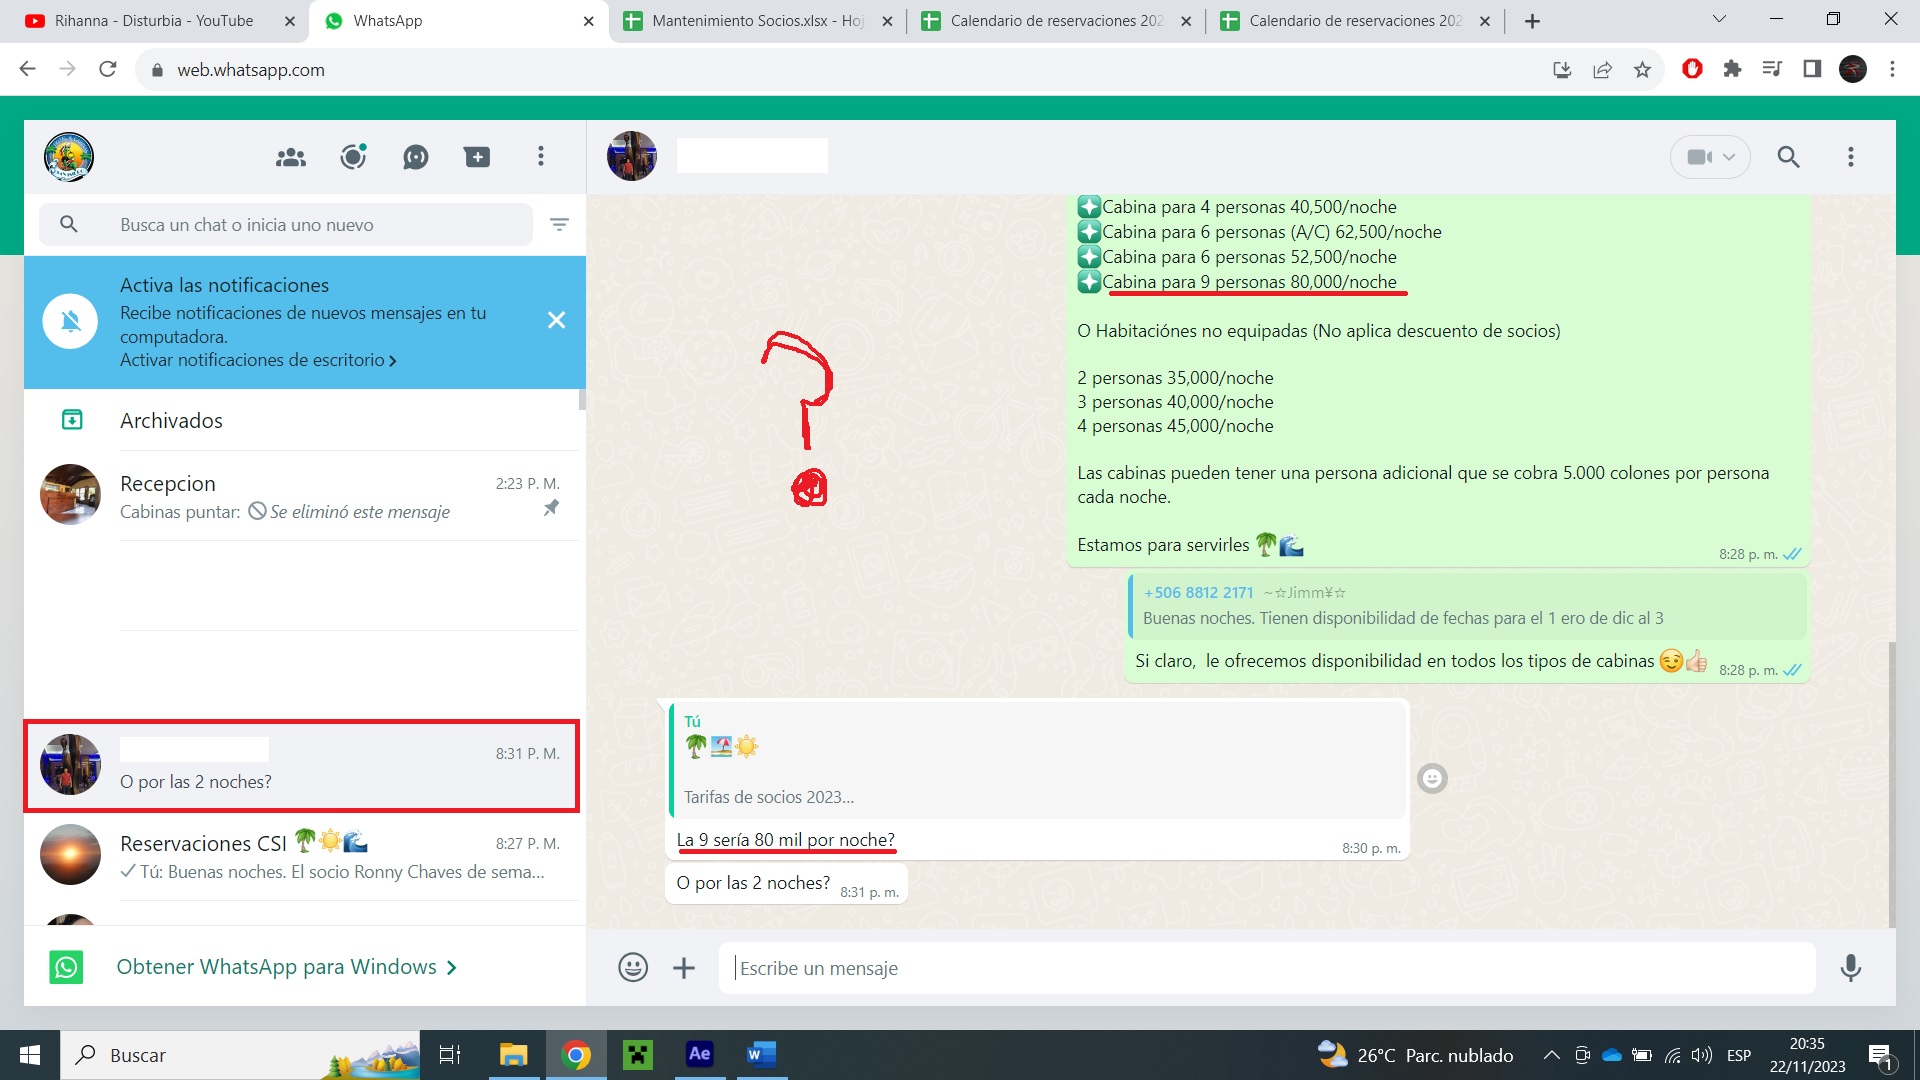 Rihanna - Disturbia - YouTube
WhatsApp
Mantenimiento Socios.xlsx - Hoj
Calendario de reservaciones 202
Calendario de reservaciones 202
web.whatsapp.com
Busca un chat o inicia uno nuevo
Activa las notificaciones
Recibe notificaciones de nuevos mensajes en tu
computadora.
Activar notificaciones de escritorio
Archivados
Recepcion
2:23 P. M.
Cabinas puntar: Se eliminó este mensaje
8:31 P. M.
O por las 2 noches?
Reservaciones CSI 🌴☀️🌊
8:27 P. M.
Tú: Buenas noches. El socio Ronny Chaves de sema...
Obtener WhatsApp para Windows
Cabina para 4 personas 40,500/noche
Cabina para 6 personas (A/C) 62,500/noche
Cabina para 6 personas 52,500/noche
Cabina para 9 personas 80,000/noche
O Habitaciónes no equipadas (No aplica descuento de socios)
2 personas 35,000/noche
3 personas 40,000/noche
4 personas 45,000/noche
Las cabinas pueden tener una persona adicional que se cobra 5.000 colones por persona
cada noche.
Estamos para servirles 🌴🌊
8:28 p. m.
+506 8812 2171 ~☆Jimm¥☆
Buenas noches. Tienen disponibilidad de fechas para el 1 ero de dic al 3
Si claro, le ofrecemos disponibilidad en todos los tipos de cabinas 😉👍🏻
8:28 p. m.
Tú
🌴🏖️☀️
Tarifas de socios 2023...
La 9 sería 80 mil por noche?
8:30 p. m.
O por las 2 noches?
8:31 p. m.
?
Escribe un mensaje
Buscar
Ae
26°C Parc. nublado
ESP
20:35
22/11/2023
1